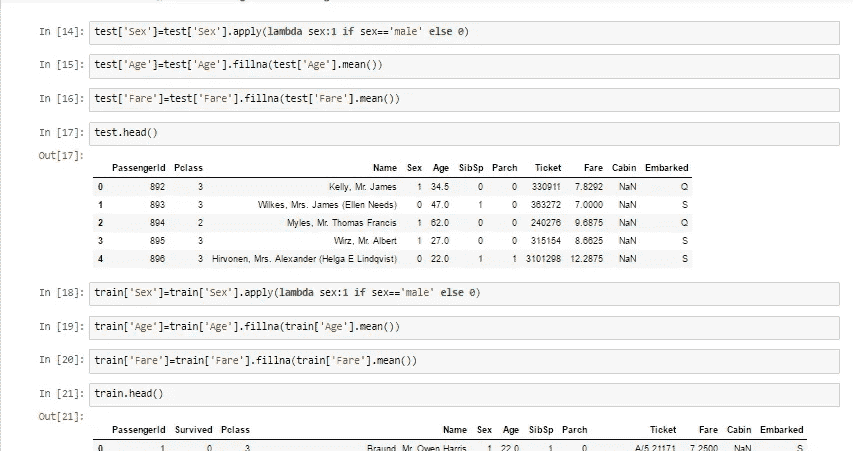 In [14]: test['Sex']=test['Sex'].apply(lambda sex:1 if sex=='male' else 0)
In [15]: test['Age']=test['Age'].fillna(test['Age'].mean())
In [16]: test['Fare']=test['Fare'].fillna(test['Fare'].mean())
In [17]: test.head()
Out[17]:
PassengerId Pclass Name Sex Age SibSp Parch Ticket Fare Cabin Embarked
0 892 3 Kelly, Mr. James 1 34.5 0 0 330911 7.8292 NaN Q
1 893 3 Wilkes, Mrs. James (Ellen Needs) 0 47.0 1 0 363272 7.0000 NaN S
2 894 2 Myles, Mr. Thomas Francis 1 62.0 0 0 240276 9.6875 NaN Q
3 895 3 Wirz, Mr. Albert 1 27.0 0 0 315154 8.6625 NaN S
4 896 3 Hirvonen, Mrs. Alexander (Helga E Lindqvist) 0 22.0 1 1 3101298 12.2875 NaN S
In [18]: train['Sex']=train['Sex'].apply(lambda sex:1 if sex=='male' else 0)
In [19]: train['Age']=train['Age'].fillna(train['Age'].mean())
In [20]: train['Fare']=train['Fare'].fillna(train['Fare'].mean())
In [21]: train.head()
Out[21]:
PassengerId Survived Pclass Name Sex Age SibSp Parch Ticket Fare Cabin Embarked
0 1 0 3 Braund, Mr. Owen Harris 1 22.0 1 0 A/5 21171 7.2500 NaN S